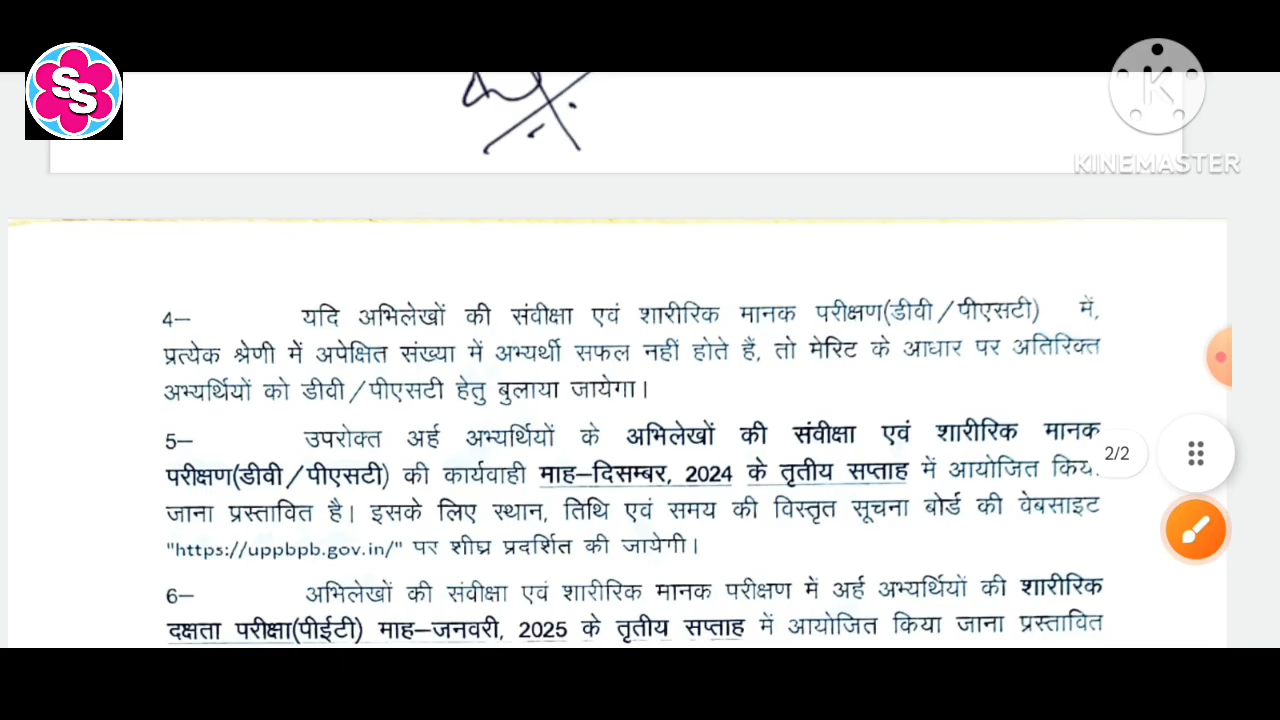 SS
K
KINEMASTER
4– यदि अभिलेखों की संवीक्षा एवं शारीरिक मानक परीक्षण(डीवी/पीएसटी) में,
प्रत्येक श्रेणी में अपेक्षित संख्या में अभ्यर्थी सफल नहीं होते हैं, तो मेरिट के आधार पर अतिरिक्त
अभ्यर्थियों को डीवी/पीएसटी हेतु बुलाया जायेगा।
5– उपरोक्त अर्ह अभ्यर्थियों के अभिलेखों की संवीक्षा एवं शारीरिक मानक
परीक्षण(डीवी/पीएसटी) की कार्यवाही माह–दिसम्बर, 2024 के तृतीय सप्ताह में आयोजित किया
जाना प्रस्तावित है। इसके लिए स्थान, तिथि एवं समय की विस्तृत सूचना बोर्ड की वेबसाइट
"https://uppbpb.gov.in/" पर शीघ्र प्रदर्शित की जायेगी।
6– अभिलेखों की संवीक्षा एवं शारीरिक मानक परीक्षण में अर्ह अभ्यर्थियों की शारीरिक
दक्षता परीक्षा(पीईटी) माह–जनवरी, 2025 के तृतीय सप्ताह में आयोजित किया जाना प्रस्तावित
2/2